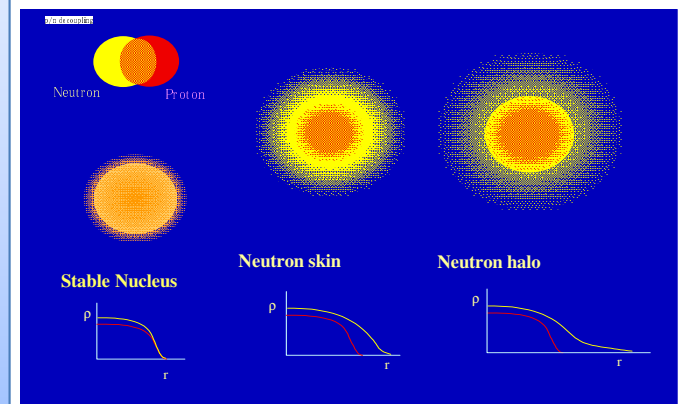 p/n decoupling
Neutron
Proton
Stable Nucleus
Neutron skin
Neutron halo
ρ
r
ρ
r
ρ
r